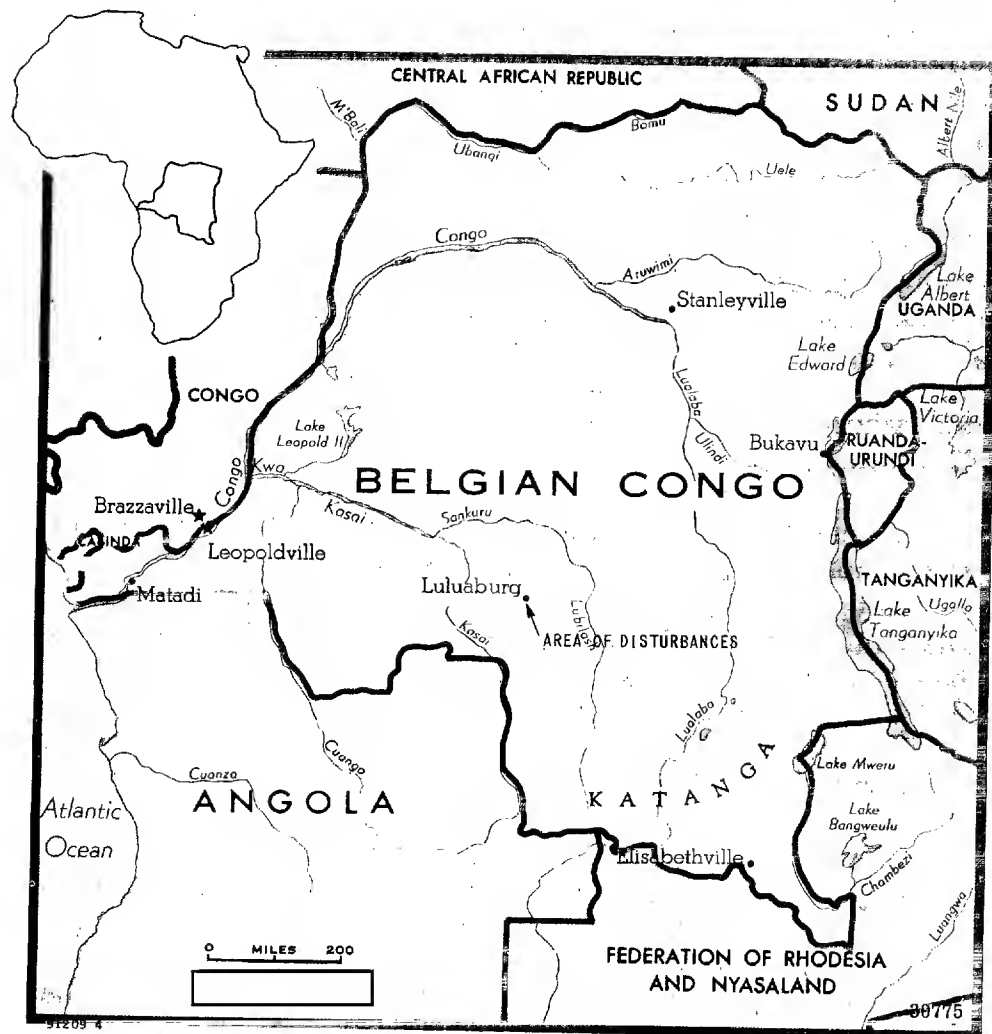 CENTRAL AFRICAN REPUBLIC
SUDAN
Albert Nile
M'Bali
Ubangi
Bomu
Uele
Congo
Aruwimi
Stanleyville
Lake
Albert
UGANDA
Lake
Edward
CONGO
Lake
Leopold II
Lualaba
Ulindi
Lake
Victoria
Bukavu
RUANDA-
URUNDI
Kwa
Congo
BELGIAN CONGO
Kasai
Sankuru
Brazzaville
CABINDA
Leopoldville
Matadi
Luluaburg
Lubilash
Kasai
AREA OF DISTURBANCES
TANGANYIKA
Ugalla
Lake
Tanganyika
Lualaba
Cuango
Cuanza
ANGOLA
KATANGA
Lake Mweru
Lake
Bangweulu
Atlantic
Ocean
Elisabethville
Chambezi
Luangwa
0 MILES 200
FEDERATION OF RHODESIA
AND NYASALAND
30775
91209 4